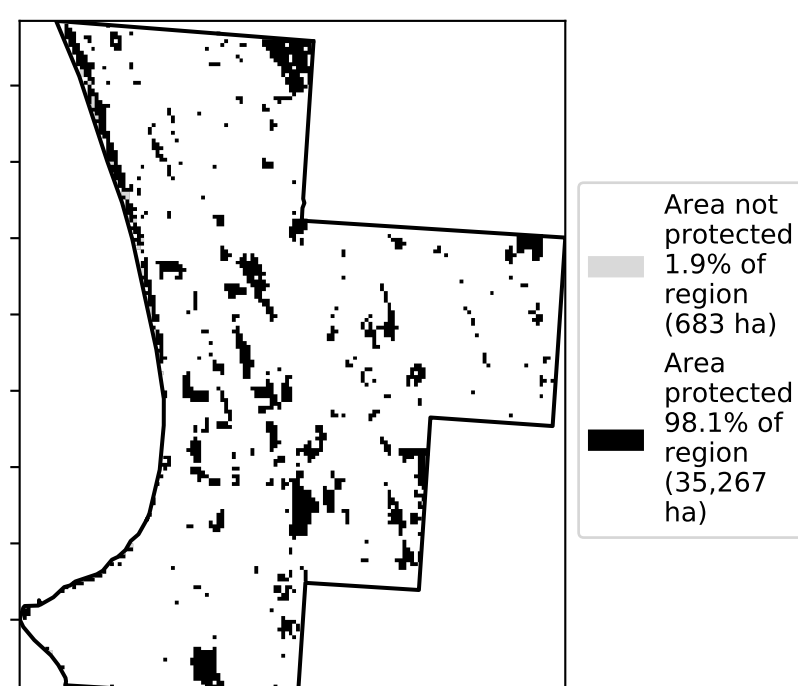 Area not
protected
1.9% of
region
(683 ha)
Area
protected
98.1% of
region
(35,267
ha)